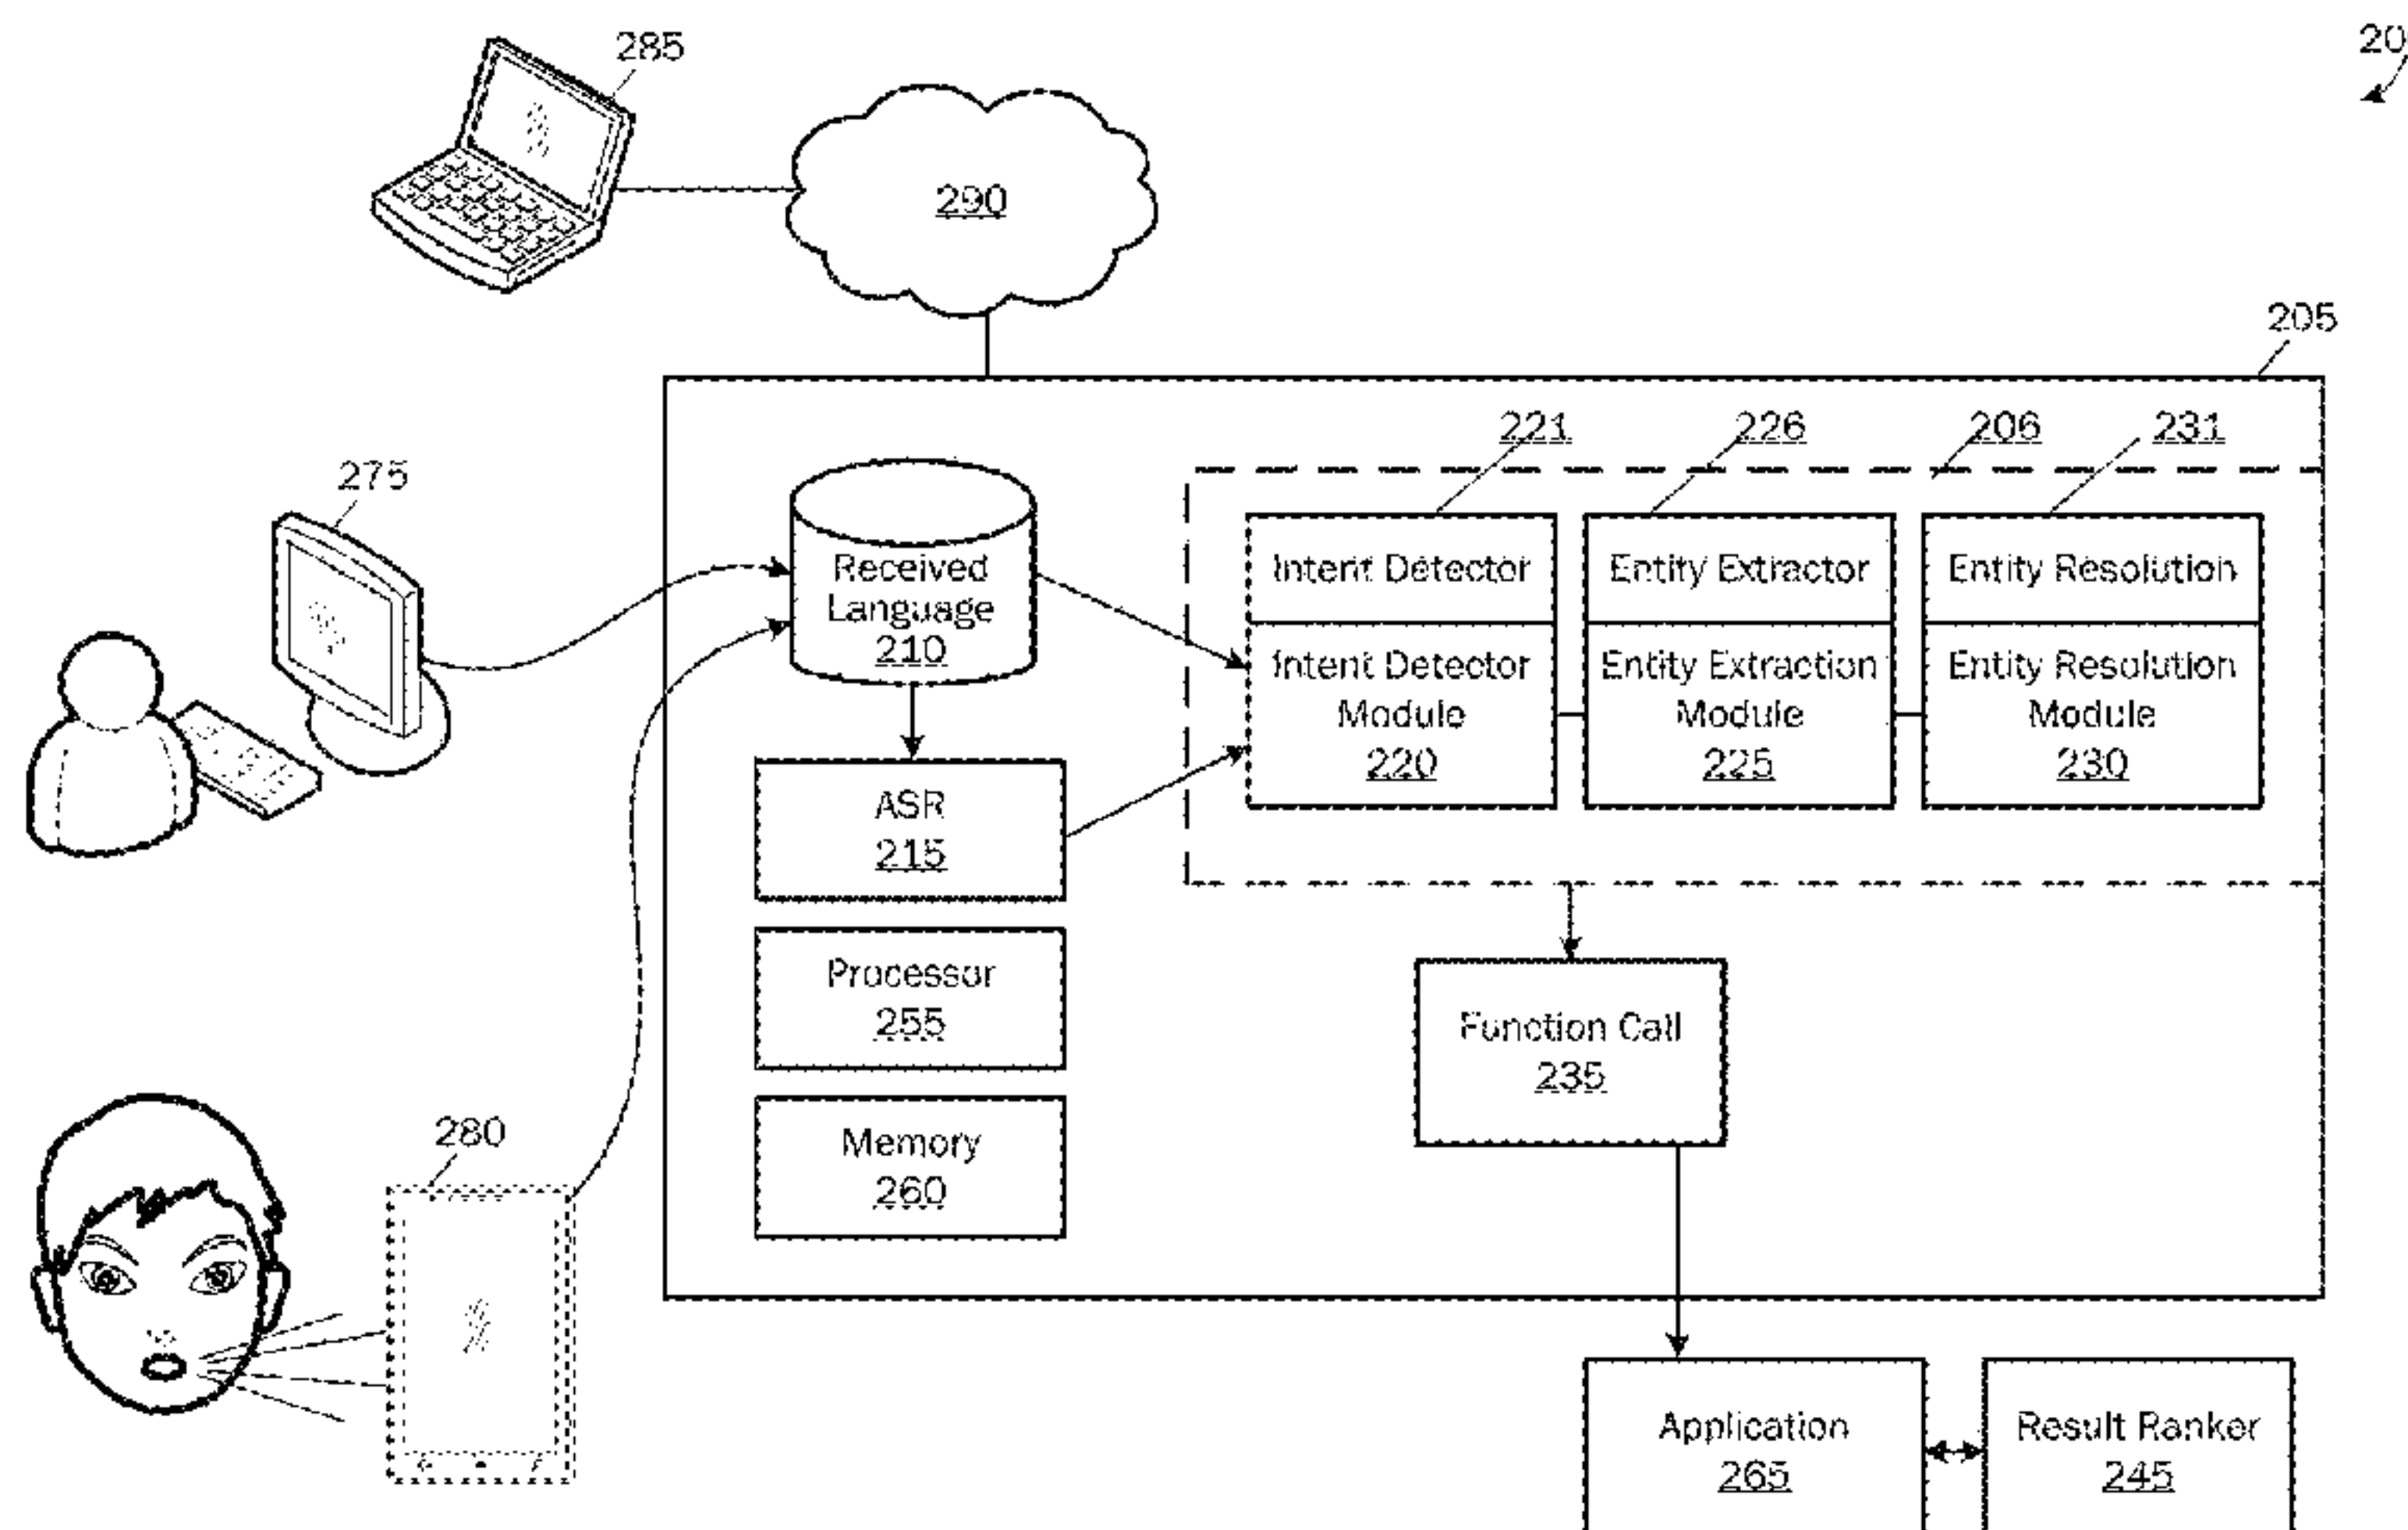 285
20
290
205
221
226
206
231
275
Received
Language
210
Intent Detector
Entity Extractor
Entity Resolution
Intent Detector
Module
220
Entity Extraction
Module
225
Entity Resolution
Module
230
ASR
215
Processor
255
Function Call
235
280
Memory
260
Application
265
Result Ranker
245